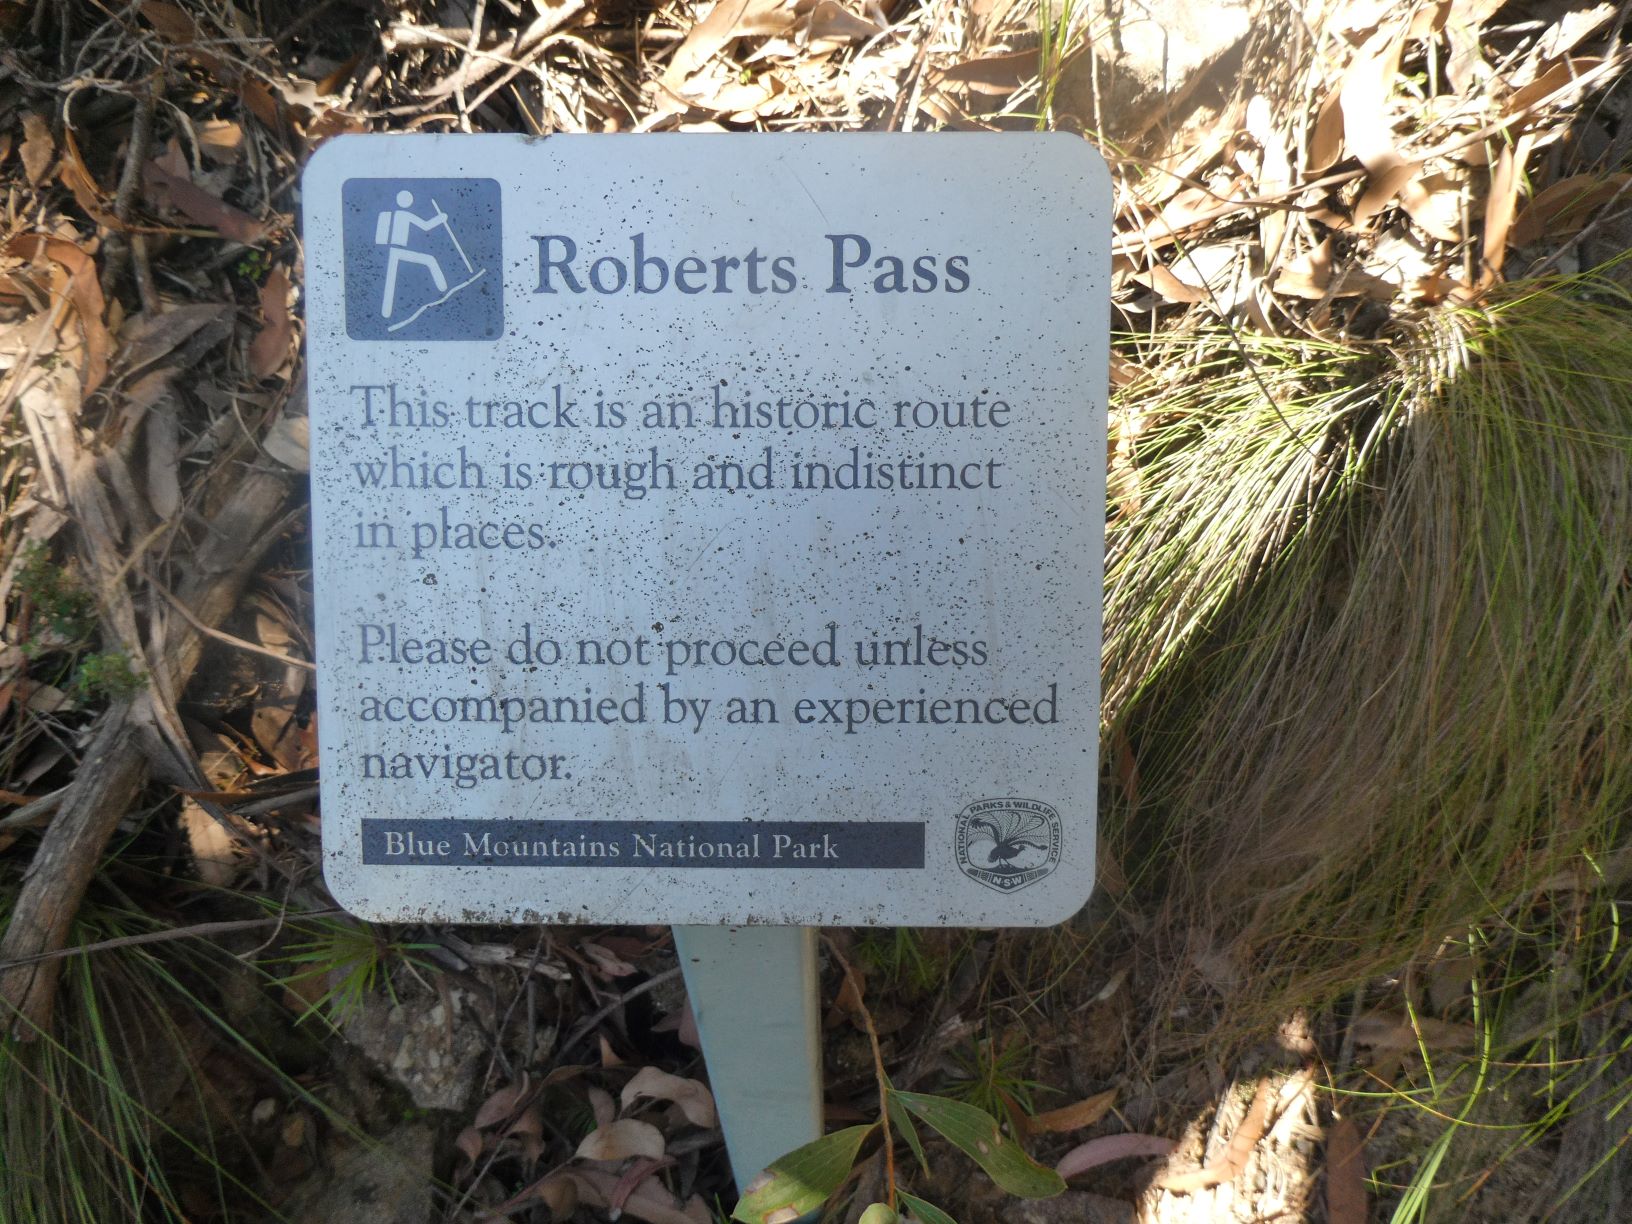 Roberts Pass
This track is an historic route
which is rough and indistinct
in places.
Please do not proceed unless
accompanied by an experienced
navigator.
Blue Mountains National Park
NATIONAL PARKS & WILDLIFE SERVICE
N·S·W